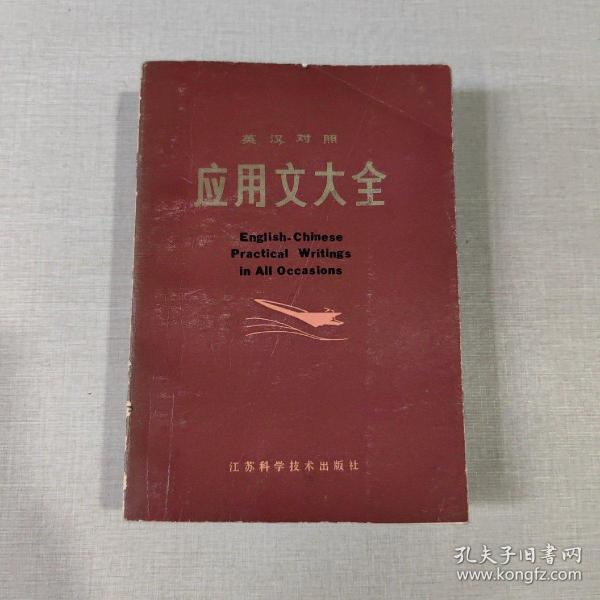 英汉对照
应用文大全
English-Chinese
Practical Writings
in All Occasions
江苏科学技术出版社
孔夫子旧书网
www.kongfz.com